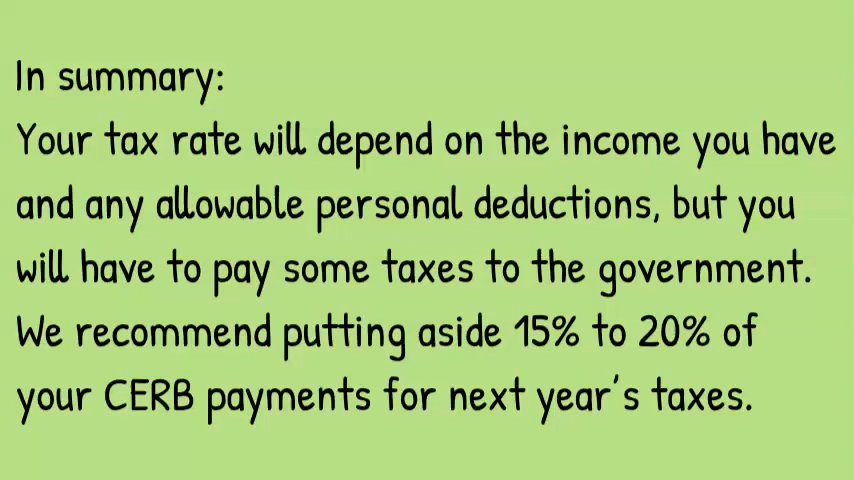 In summary:
Your tax rate will depend on the income you have
and any allowable personal deductions, but you
will have to pay some taxes to the government.
We recommend putting aside 15% to 20% of
your CERB payments for next year's taxes.